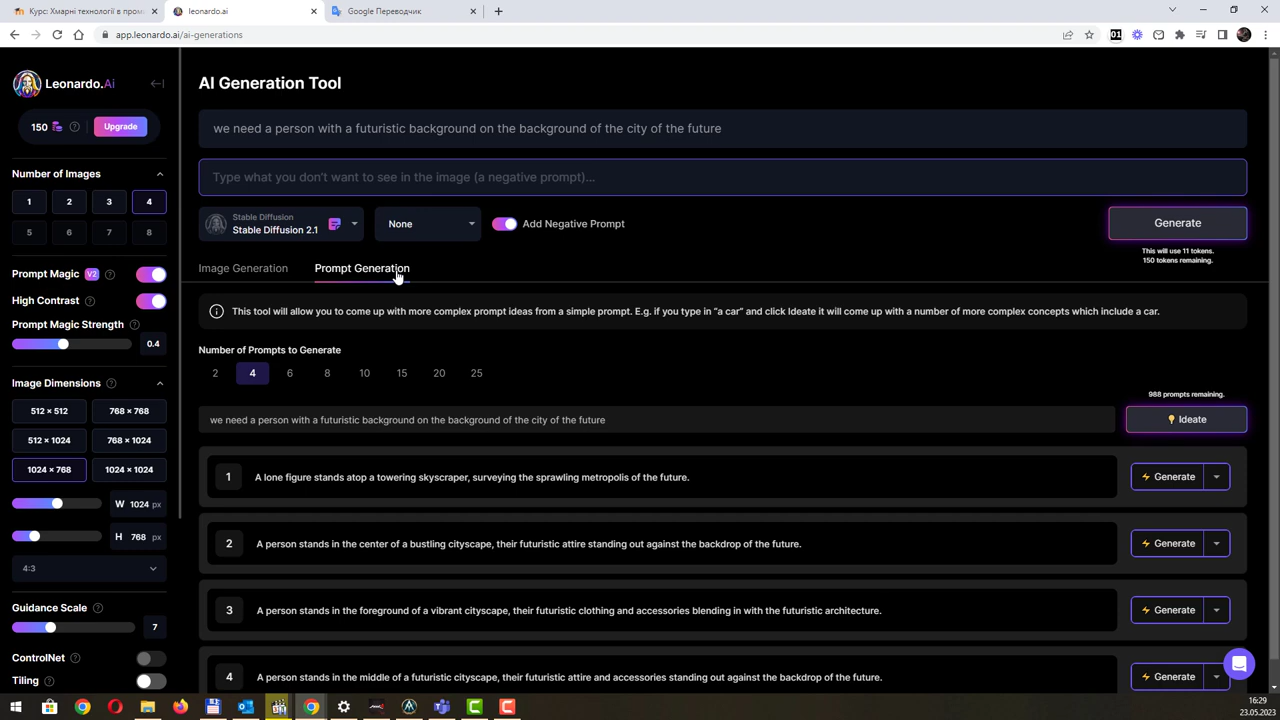 Курс: Хмарні технології в пром
leonardo.ai
Google Переводчик
app.leonardo.ai/ai-generations
01
Leonardo.Ai
150
Upgrade
Number of Images
1 2 3 4
5 6 7 8
Prompt Magic V2
High Contrast
Prompt Magic Strength
0.4
Image Dimensions
512 × 512 768 × 768
512 × 1024 768 × 1024
1024 × 768 1024 × 1024
W 1024 px
H 768 px
4:3
Guidance Scale
7
ControlNet
Tiling
AI Generation Tool
we need a person with a futuristic background on the background of the city of the future
Type what you don't want to see in the image (a negative prompt)...
Stable Diffusion
Stable Diffusion 2.1
None
Add Negative Prompt
Generate
This will use 11 tokens.
150 tokens remaining.
Image Generation Prompt Generation
This tool will allow you to come up with more complex prompt ideas from a simple prompt. E.g. if you type in "a car" and click Ideate it will come up with a number of more complex concepts which include a car.
Number of Prompts to Generate
2 4 6 8 10 15 20 25
988 prompts remaining.
we need a person with a futuristic background on the background of the city of the future
Ideate
1 A lone figure stands atop a towering skyscraper, surveying the sprawling metropolis of the future. Generate
2 A person stands in the center of a bustling cityscape, their futuristic attire standing out against the backdrop of the future. Generate
3 A person stands in the foreground of a vibrant cityscape, their futuristic clothing and accessories blending in with the futuristic architecture. Generate
4 A person stands in the middle of a futuristic cityscape, their futuristic attire and accessories standing out against the backdrop of the future. Generate
16:29
23.05.2023